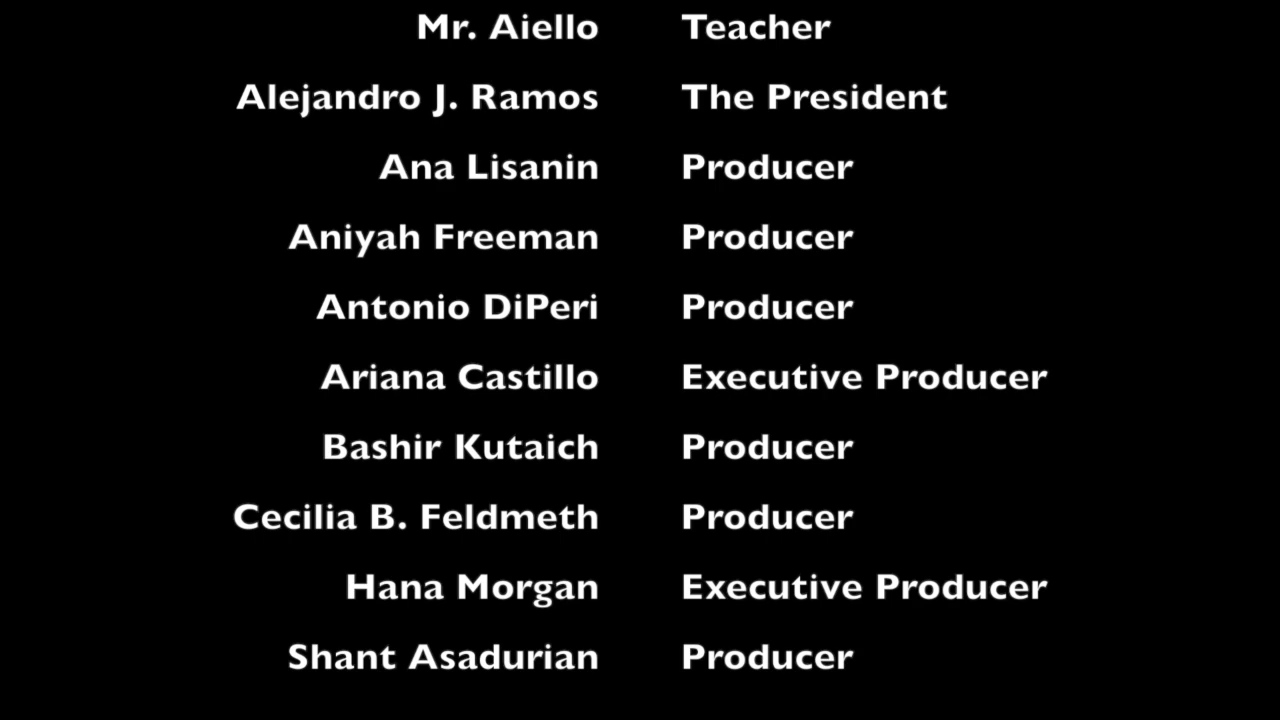 Mr. Aiello Teacher
Alejandro J. Ramos The President
Ana Lisanin Producer
Aniyah Freeman Producer
Antonio DiPeri Producer
Ariana Castillo Executive Producer
Bashir Kutaich Producer
Cecilia B. Feldmeth Producer
Hana Morgan Executive Producer
Shant Asadurian Producer